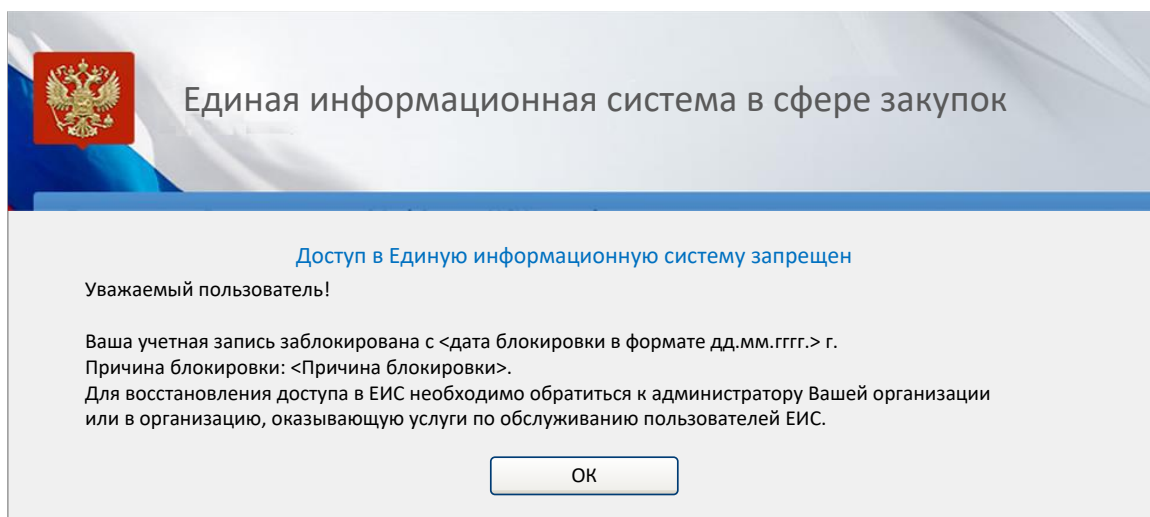 Единая информационная система в сфере закупок
Доступ в Единую информационную систему запрещен
Уважаемый пользователь!
Ваша учетная запись заблокирована с <дата блокировки в формате дд.мм.гггг.> г.
Причина блокировки: <Причина блокировки>.
Для восстановления доступа в ЕИС необходимо обратиться к администратору Вашей организации
или в организацию, оказывающую услуги по обслуживанию пользователей ЕИС.
ОК